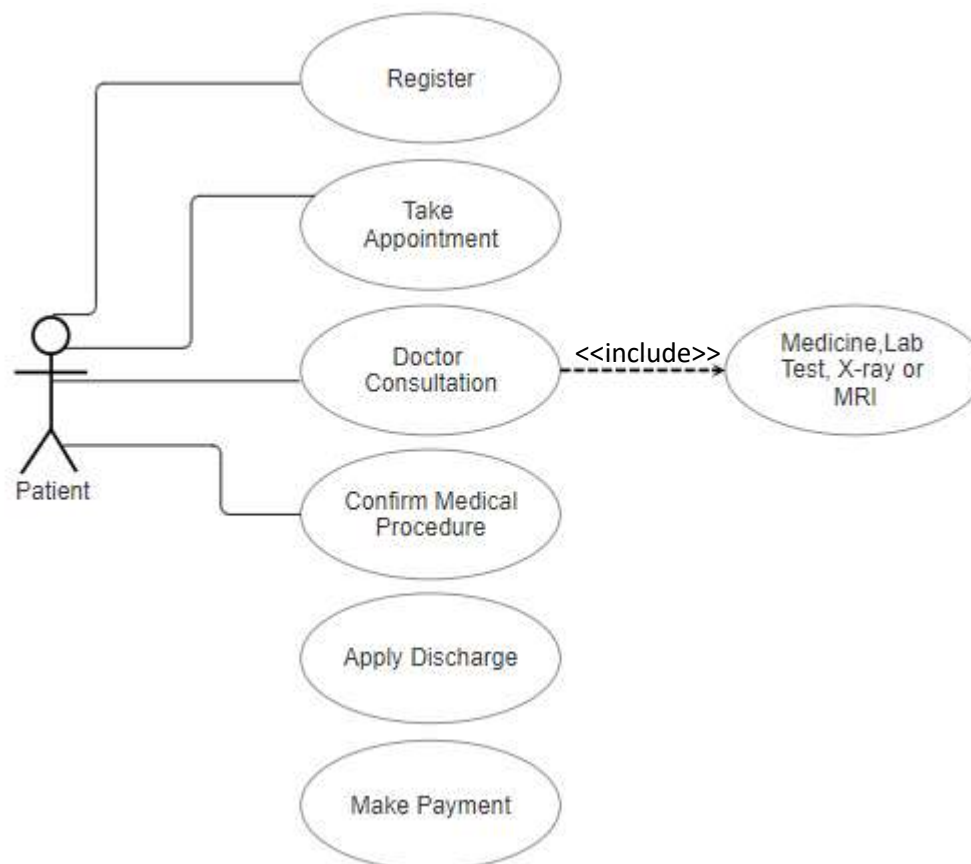 Register
Take
Appointment
Doctor
Consultation
<<include>>
Medicine,Lab
Test, X-ray or
MRI
Patient
Confirm Medical
Procedure
Apply Discharge
Make Payment